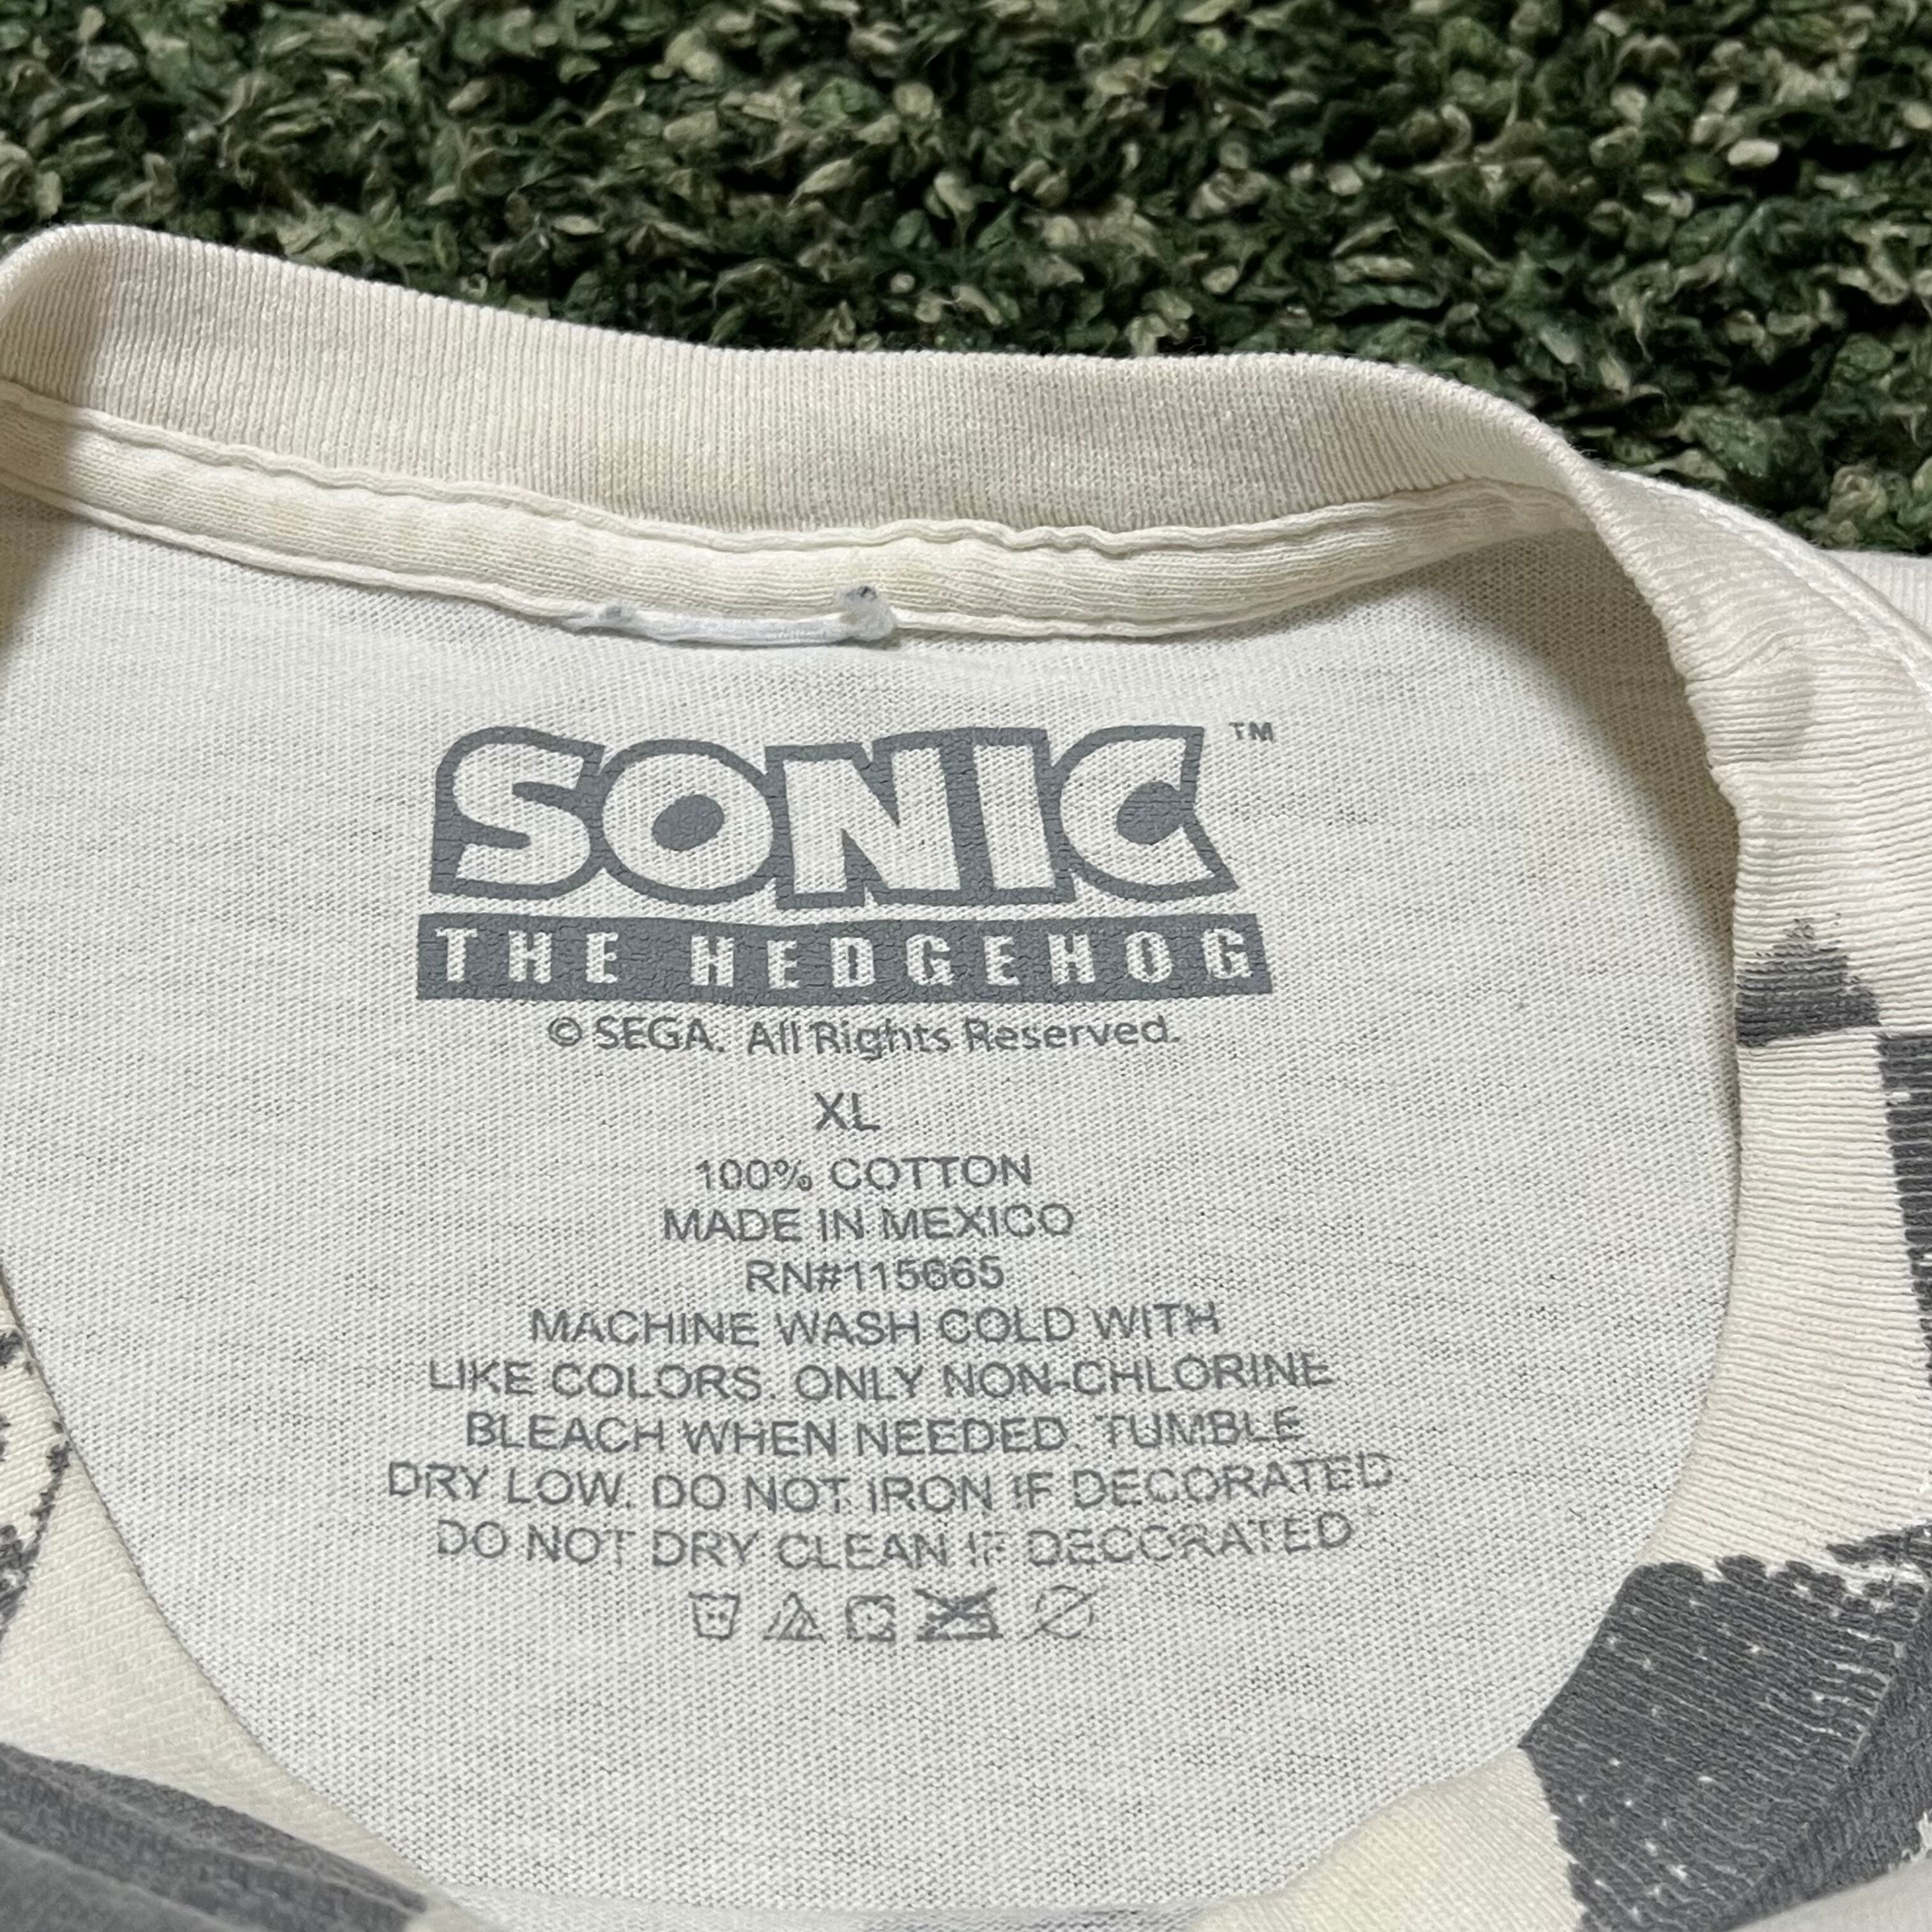 SONIC ™
THE HEDGEHOG
© SEGA. All Rights Reserved.
XL
100% COTTON
MADE IN MEXICO
RN#115665
MACHINE WASH COLD WITH
LIKE COLORS. ONLY NON-CHLORINE
BLEACH WHEN NEEDED. TUMBLE
DRY LOW. DO NOT IRON IF DECORATED.
DO NOT DRY CLEAN IF DECORATED